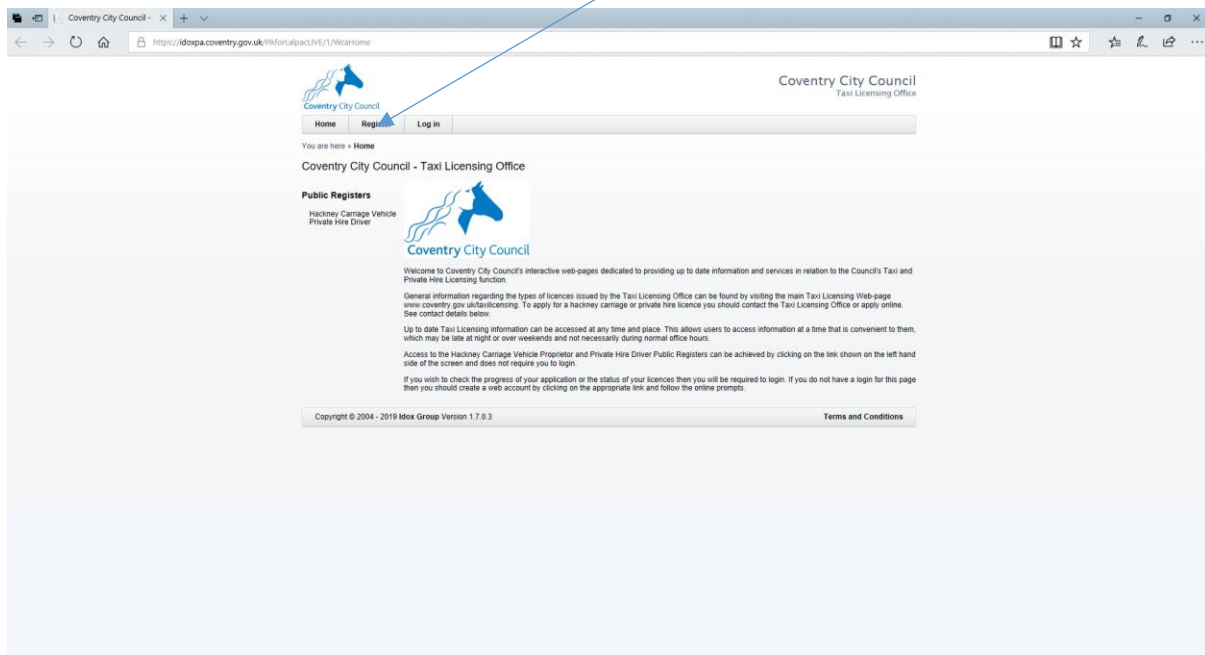 Coventry City Council -
https://idoxpa.coventry.gov.uk/PAforLalpacLIVE/1/WcaHome
Coventry City Council
Coventry City Council
Taxi Licensing Office
Home Register Log in
You are here » Home
Coventry City Council - Taxi Licensing Office
Public Registers
Hackney Carriage Vehicle
Private Hire Driver
Coventry City Council
Welcome to Coventry City Council's interactive web-pages dedicated to providing up to date information and services in relation to the Council's Taxi and
Private Hire Licensing function.
General information regarding the types of licences issued by the Taxi Licensing Office can be found by visiting the main Taxi Licensing Web-page
www.coventry.gov.uk/taxilicensing. To apply for a hackney carriage or private hire licence you should contact the Taxi Licensing Office or apply online.
See contact details below.
Up to date Taxi Licensing information can be accessed at any time and place. This allows users to access information at a time that is convenient to them,
which may be late at night or over weekends and not necessarily during normal office hours.
Access to the Hackney Carriage Vehicle Proprietor and Private Hire Driver Public Registers can be achieved by clicking on the link shown on the left hand
side of the screen and does not require you to login.
If you wish to check the progress of your application or the status of your licences then you will be required to login. If you do not have a login for this page
then you should create a web account by clicking on the appropriate link and follow the online prompts.
Copyright © 2004 - 2019 Idox Group Version 1.7.0.3 Terms and Conditions